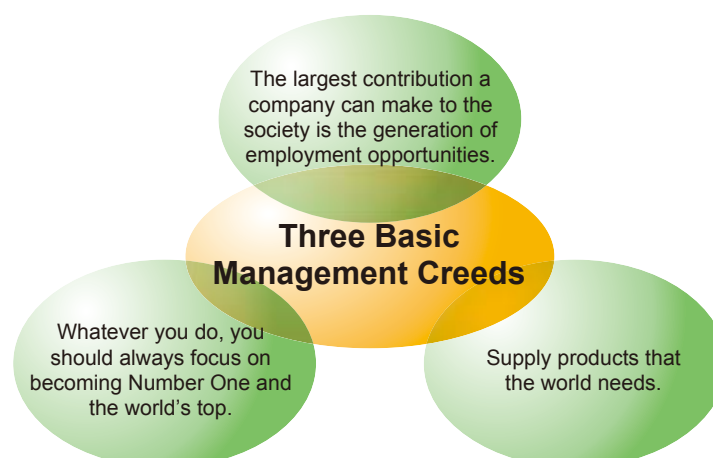 The largest contribution a
company can make to the
society is the generation of
employment opportunities.
Three Basic
Management Creeds
Whatever you do, you
should always focus on
becoming Number One and
the world's top.
Supply products that
the world needs.